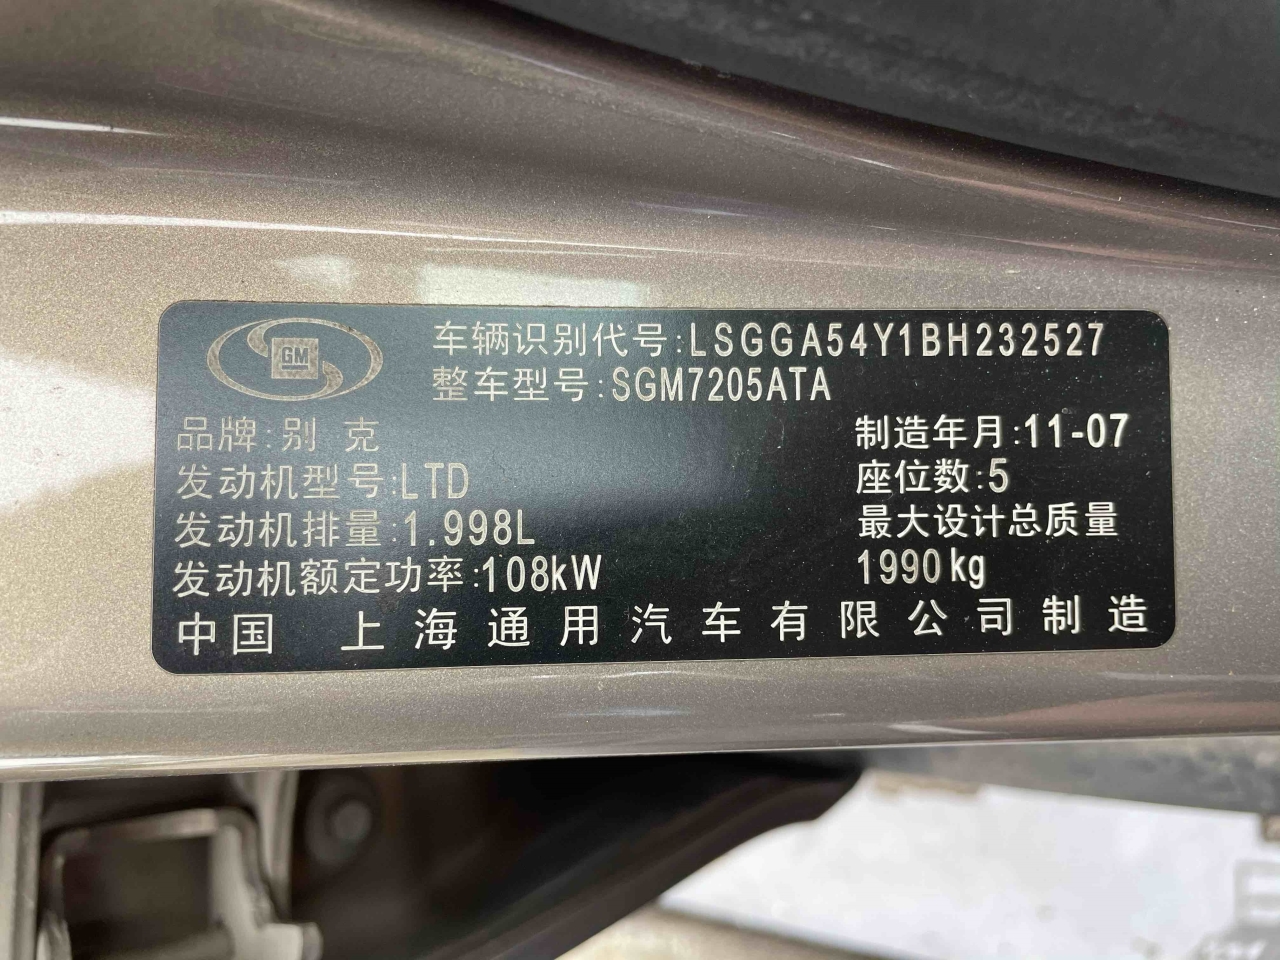 GM
车辆识别代号:LSGGA54Y1BH232527
整车型号:SGM7205ATA
品牌:别克
制造年月:11-07
发动机型号:LTD
座位数:5
发动机排量:1.998L
最大设计总质量
发动机额定功率:108kW
1990kg
中国 上海通用汽车有限公司制造